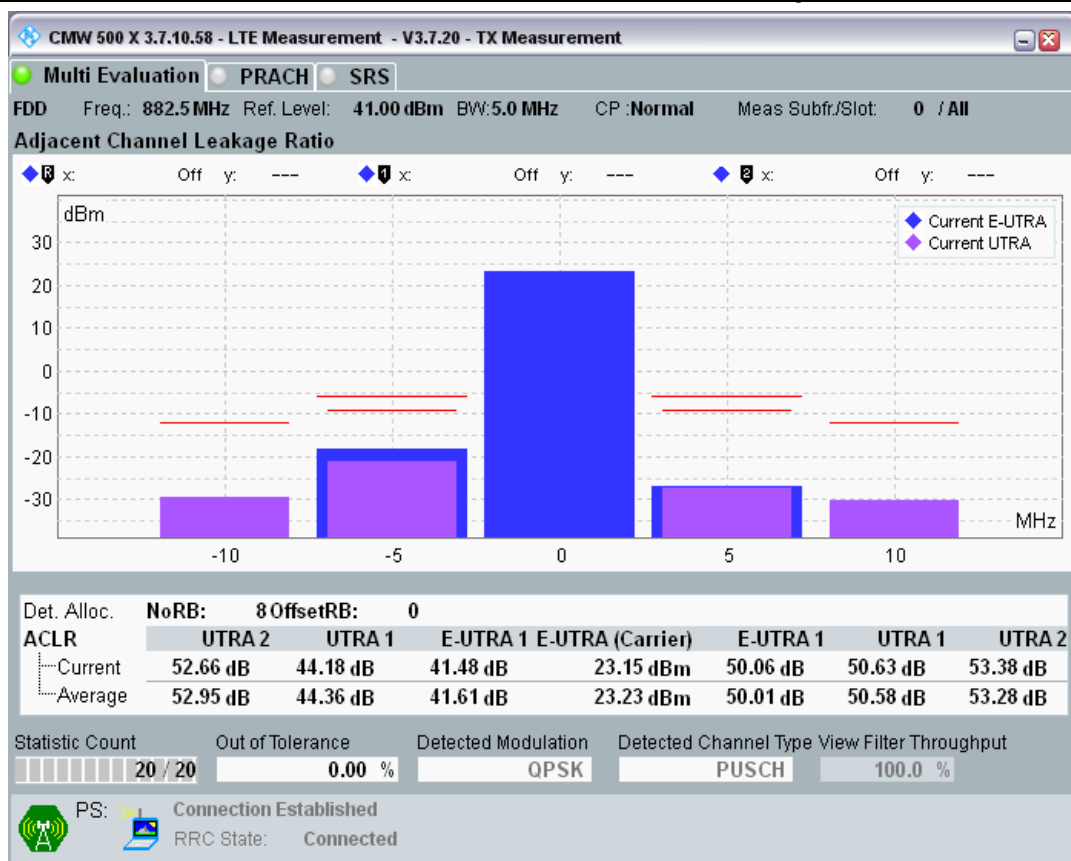 CMW 500 X 3.7.10.58 - LTE Measurement - V3.7.20 - TX Measurement
Multi Evaluation PRACH SRS
FDD Freq.: 882.5 MHz Ref. Level: 41.00 dBm BW:5.0 MHz CP :Normal Meas Subfr./Slot: 0 / All
Adjacent Channel Leakage Ratio
R x: Off y: --- 1 x: Off y: --- 2 x: Off y: ---
dBm
Current E-UTRA
Current UTRA
30
20
10
0
-10
-20
-30
MHz
-10 -5 0 5 10
Det. Alloc. NoRB: 8 OffsetRB: 0
ACLR UTRA 2 UTRA 1 E-UTRA 1 E-UTRA (Carrier) E-UTRA 1 UTRA 1 UTRA 2
Current 52.66 dB 44.18 dB 41.48 dB 23.15 dBm 50.06 dB 50.63 dB 53.38 dB
Average 52.95 dB 44.36 dB 41.61 dB 23.23 dBm 50.01 dB 50.58 dB 53.28 dB
Statistic Count Out of Tolerance Detected Modulation Detected Channel Type View Filter Throughput
20 / 20 0.00 % QPSK PUSCH 100.0 %
PS: Connection Established
RRC State: Connected